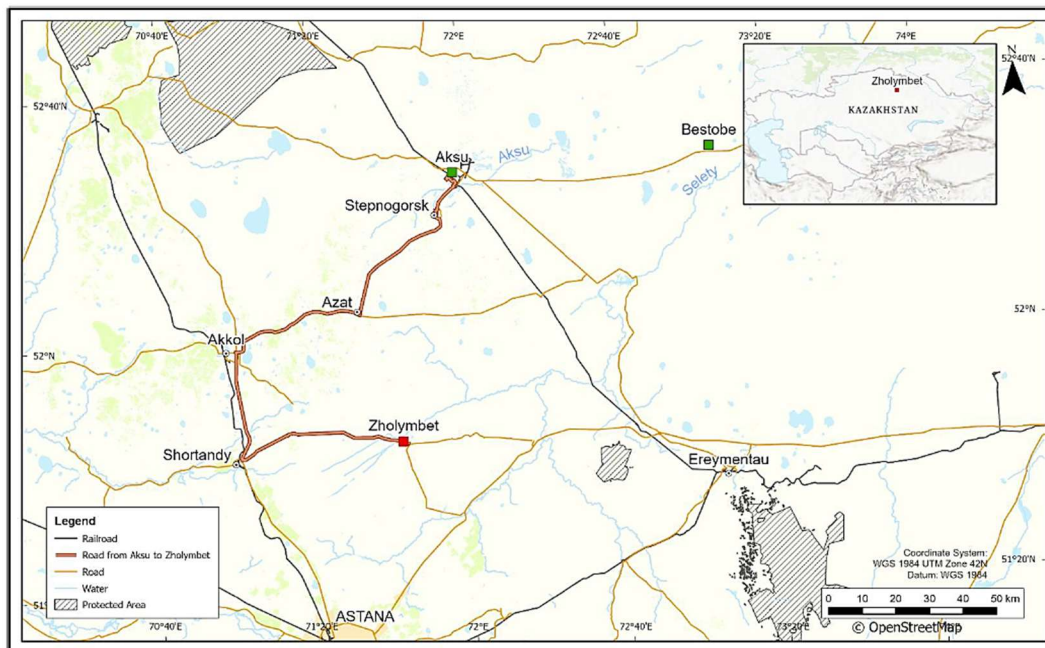 70°40'E
71°20'E
72°E
72°40'E
73°20'E
74°E
52°40'N
52°40'N
N
Zholymbet
KAZAKHSTAN
Bestobe
Aksu
Aksu
Selety
Stepnogorsk
Azat
52°N
Akkol
52°N
Zholymbet
Shortandy
Ereymentau
Legend
Railroad
Road from Aksu to Zholymbet
Road
Water
Protected Area
Coordinate System:
WGS 1984 UTM Zone 42N
Datum: WGS 1984
51°20'N
0 10 20 30 40 50 km
© OpenStreetMap
ASTANA
70°40'E
71°20'E
72°E
72°40'E
73°20'E